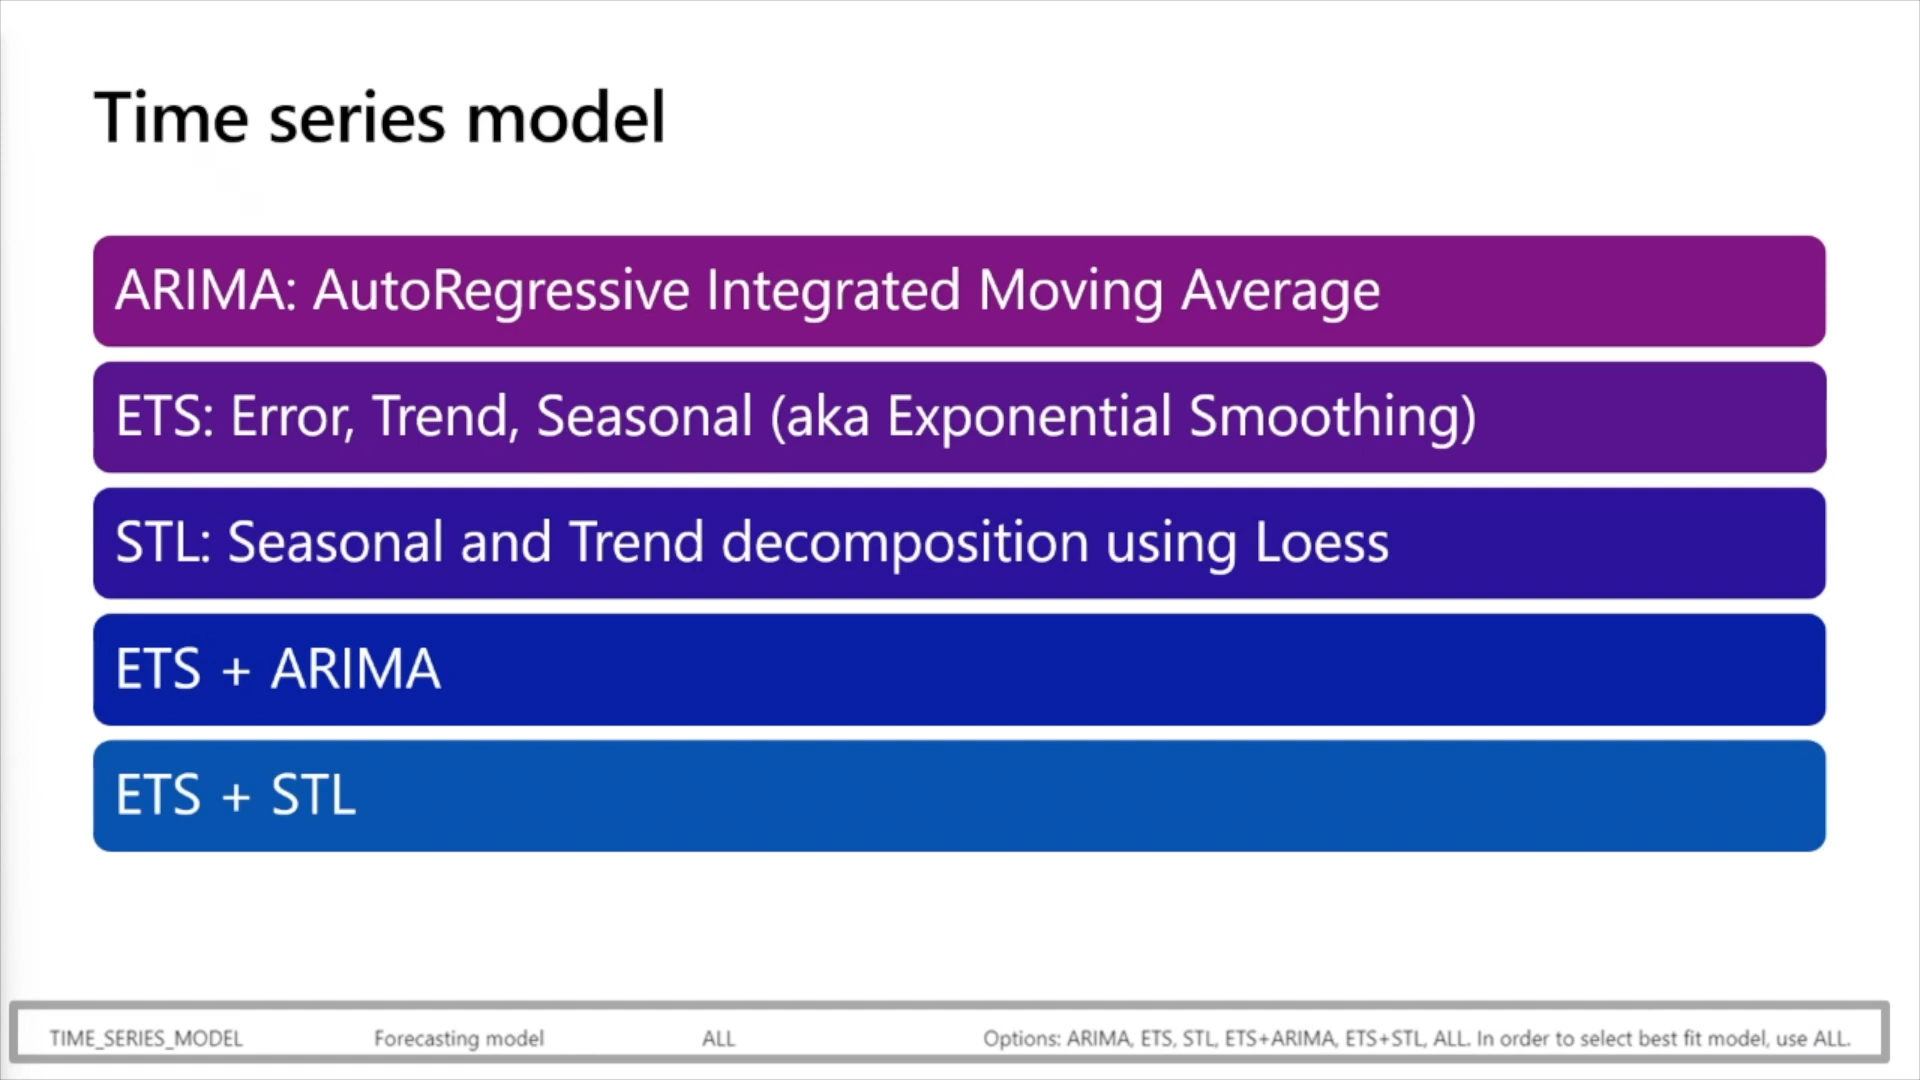 Time series model
ARIMA: AutoRegressive Integrated Moving Average
ETS: Error, Trend, Seasonal (aka Exponential Smoothing)
STL: Seasonal and Trend decomposition using Loess
ETS + ARIMA
ETS + STL
TIME_SERIES_MODEL Forecasting model ALL Options: ARIMA, ETS, STL, ETS+ARIMA, ETS+STL, ALL. In order to select best fit model, use ALL.